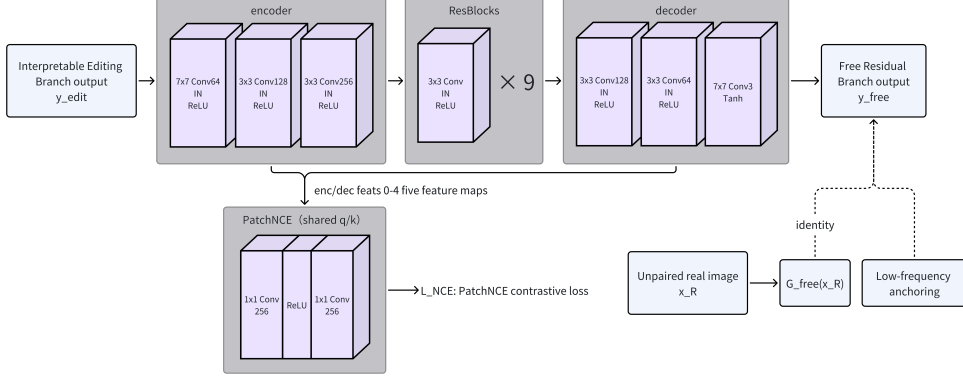 encoder
ResBlocks
decoder
Interpretable Editing
Branch output
y_edit
7x7 Conv64
IN
ReLU
3x3 Conv128
IN
ReLU
3x3 Conv256
IN
ReLU
3x3 Conv
IN
ReLU
× 9
3x3 Conv128
IN
ReLU
3x3 Conv64
IN
ReLU
7x7 Conv3
Tanh
Free Residual
Branch output
y_free
enc/dec feats 0-4 five feature maps
PatchNCE（shared q/k）
1x1 Conv
256
ReLU
1x1 Conv
256
L_NCE: PatchNCE contrastive loss
identity
Unpaired real image
x_R
G_free(x_R)
Low-frequency
anchoring